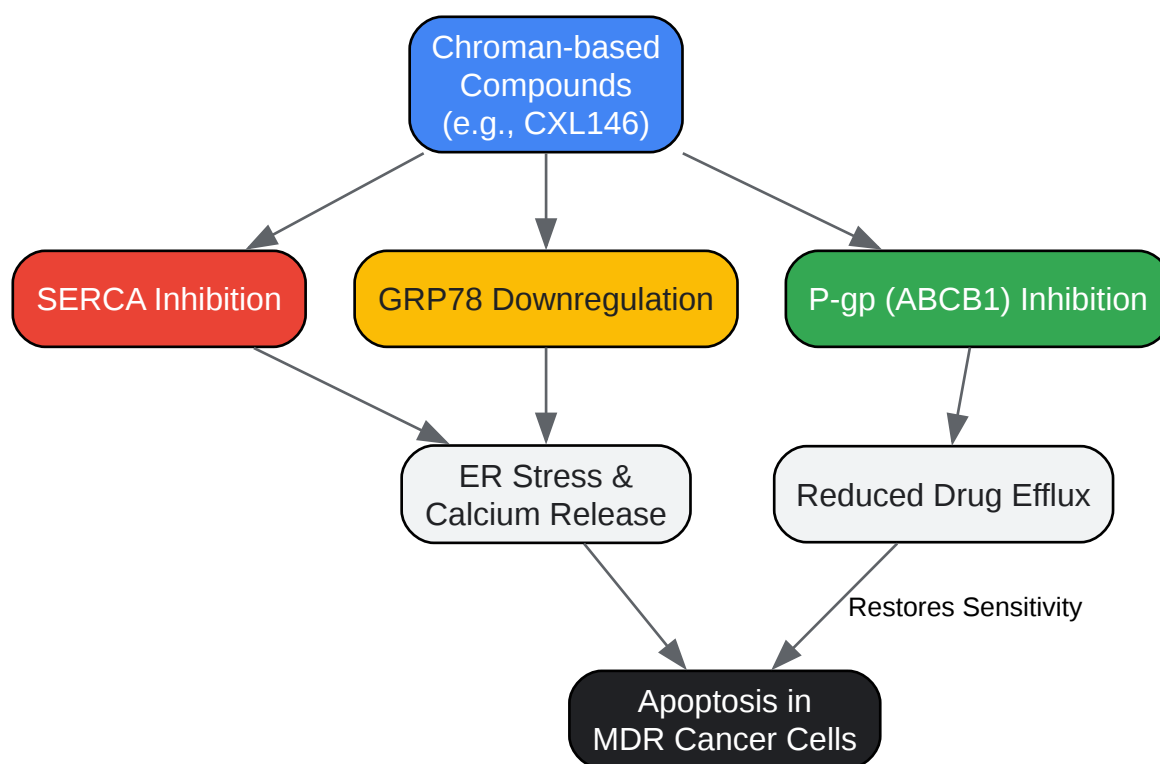 Chroman-based
Compounds
(e.g., CXL146)
SERCA Inhibition
GRP78 Downregulation
P-gp (ABCB1) Inhibition
ER Stress &
Calcium Release
Reduced Drug Efflux
Restores Sensitivity
Apoptosis in
MDR Cancer Cells